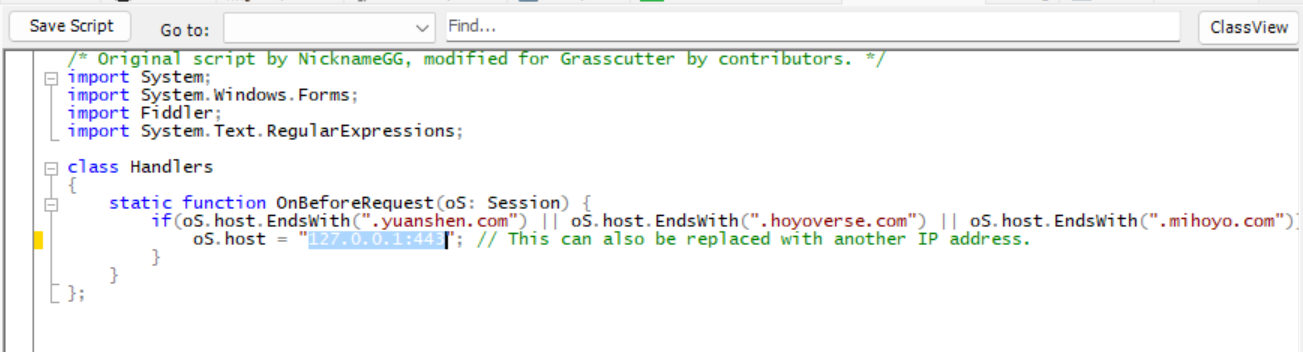 Save Script Go to: Find... ClassView
/* Original script by NicknameGG, modified for Grasscutter by contributors. */
import System;
import System.Windows.Forms;
import Fiddler;
import System.Text.RegularExpressions;
class Handlers
{
static function OnBeforeRequest(oS: Session) {
if(oS.host.EndsWith(".yuanshen.com") || oS.host.EndsWith(".hoyoverse.com") || oS.host.EndsWith(".mihoyo.com")
oS.host = "127.0.0.1:443"; // This can also be replaced with another IP address.
}
}
};